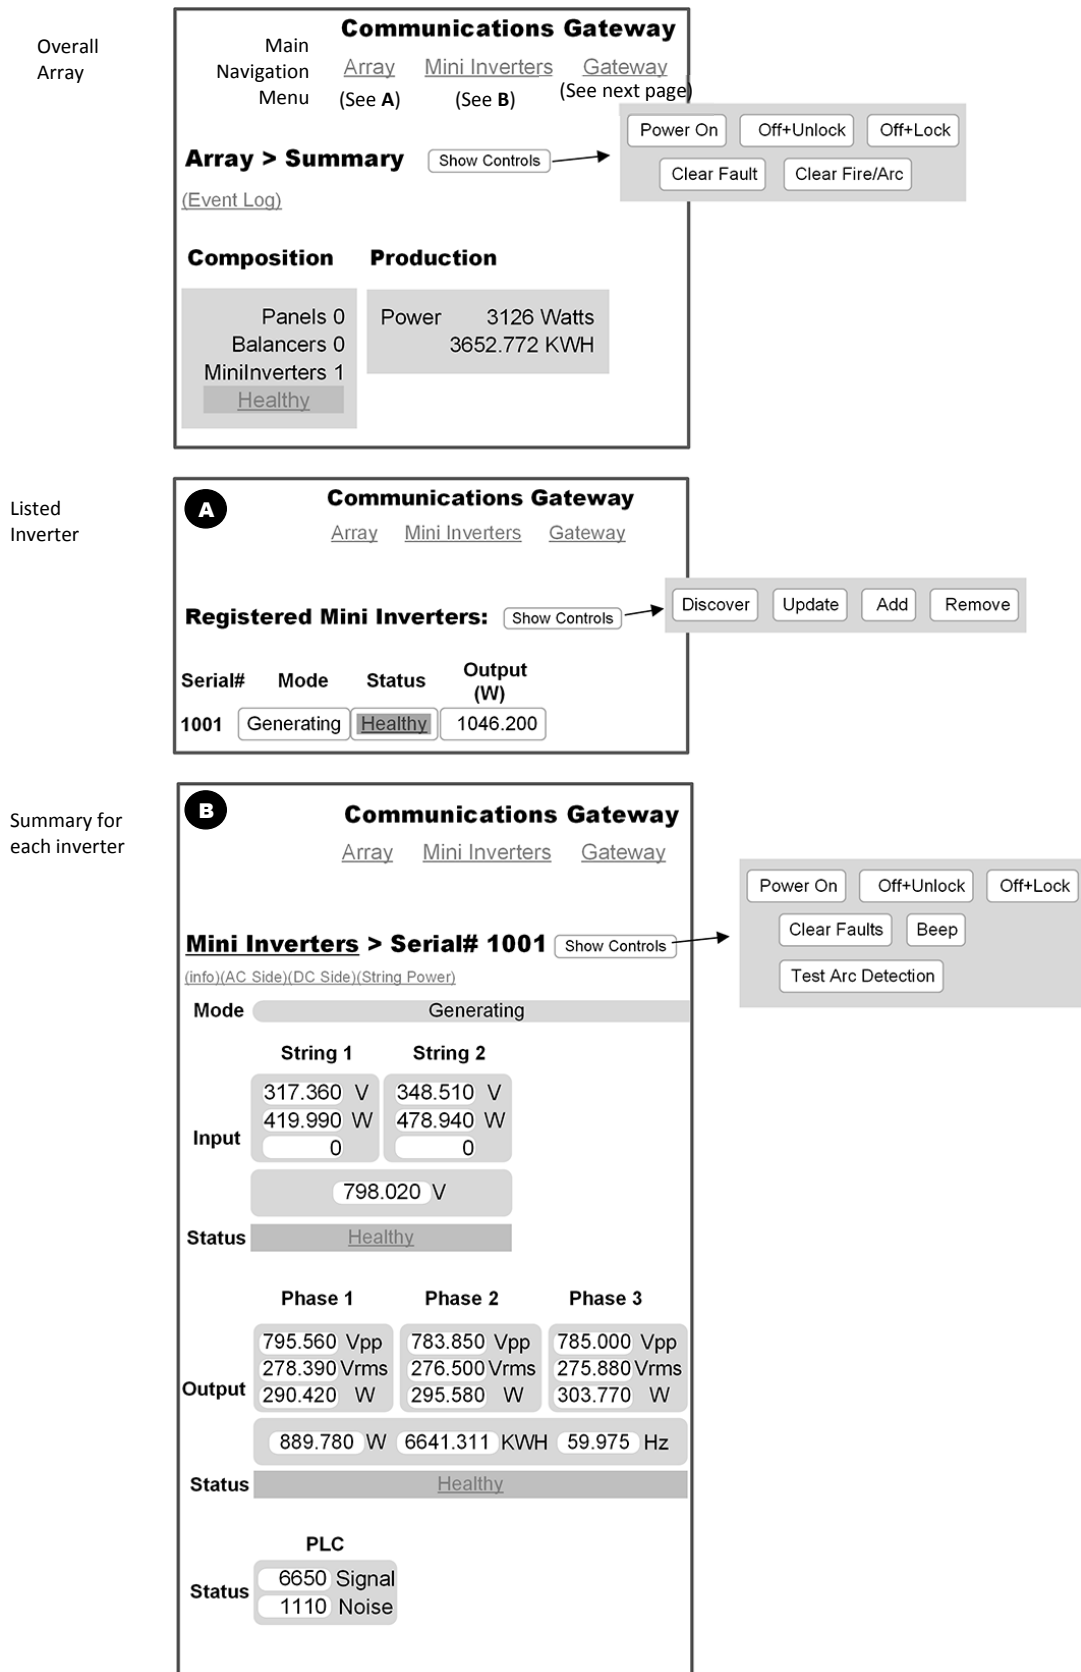 Overall
Array
Main
Navigation
Menu
Communications Gateway
Array Mini Inverters Gateway
(See A) (See B) (See next page)
Array > Summary Show Controls
Power On Off+Unlock Off+Lock
Clear Fault Clear Fire/Arc
(Event Log)
Composition Production
Panels 0
Balancers 0
MiniInverters 1
Healthy
Power 3126 Watts
3652.772 KWH
Listed
Inverter
A
Communications Gateway
Array Mini Inverters Gateway
Registered Mini Inverters: Show Controls
Discover Update Add Remove
Serial# Mode Status Output
(W)
1001 Generating Healthy 1046.200
Summary for
each inverter
B
Communications Gateway
Array Mini Inverters Gateway
Mini Inverters > Serial# 1001 Show Controls
Power On Off+Unlock Off+Lock
Clear Faults Beep
Test Arc Detection
(info)(AC Side)(DC Side)(String Power)
Mode Generating
String 1 String 2
317.360 V 348.510 V
419.990 W 478.940 W
Input 0 0
798.020 V
Status Healthy
Phase 1 Phase 2 Phase 3
795.560 Vpp 783.850 Vpp 785.000 Vpp
278.390 Vrms 276.500 Vrms 275.880 Vrms
Output 290.420 W 295.580 W 303.770 W
889.780 W 6641.311 KWH 59.975 Hz
Status Healthy
PLC
Status 6650 Signal
1110 Noise